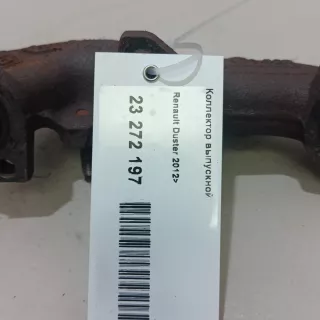 Коллектор выпускной
Renault Duster 2012>
23 272 197